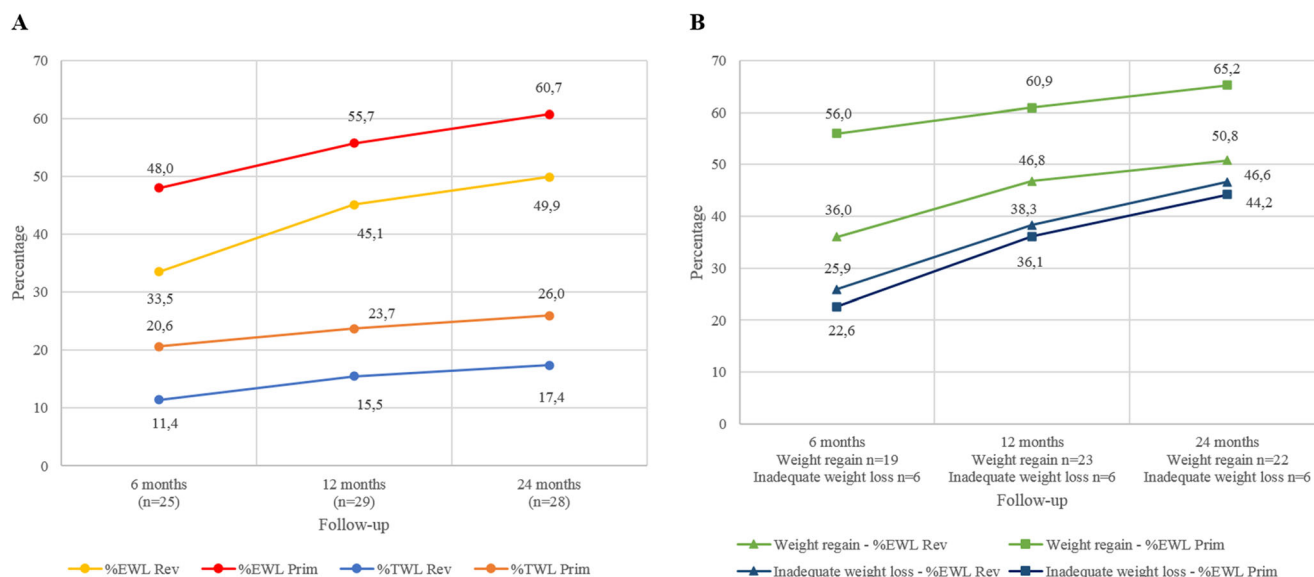 A
70
60
50
40
30
20
10
0
Percentage
48,0
55,7
60,7
33,5
45,1
49,9
20,6
23,7
26,0
11,4
15,5
17,4
6 months
(n=25)
12 months
(n=29)
24 months
(n=28)
Follow-up
%EWL Rev
%EWL Prim
%TWL Rev
%TWL Prim
B
70
60
50
40
30
20
10
0
Percentage
56,0
60,9
65,2
36,0
46,8
50,8
25,9
38,3
46,6
22,6
36,1
44,2
6 months
Weight regain n=19
Inadequate weight loss n=6
12 months
Weight regain n=23
Inadequate weight loss n=6
24 months
Weight regain n=22
Inadequate weight loss n=6
Follow-up
Weight regain - %EWL Rev
Weight regain - %EWL Prim
Inadequate weight loss - %EWL Rev
Inadequate weight loss - %EWL Prim